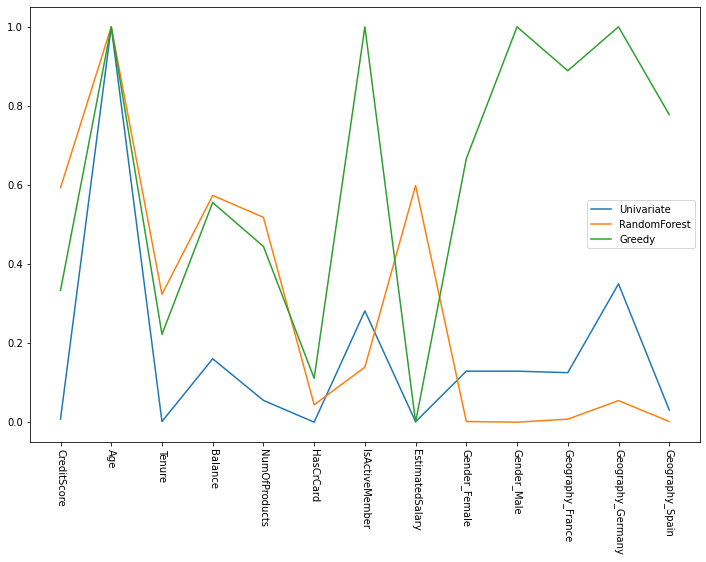 1.0
0.8
0.6
0.4
0.2
0.0
Univariate
RandomForest
Greedy
CreditScore
Age
Tenure
Balance
NumOfProducts
HasCrCard
IsActiveMember
EstimatedSalary
Gender_Female
Gender_Male
Geography_France
Geography_Germany
Geography_Spain